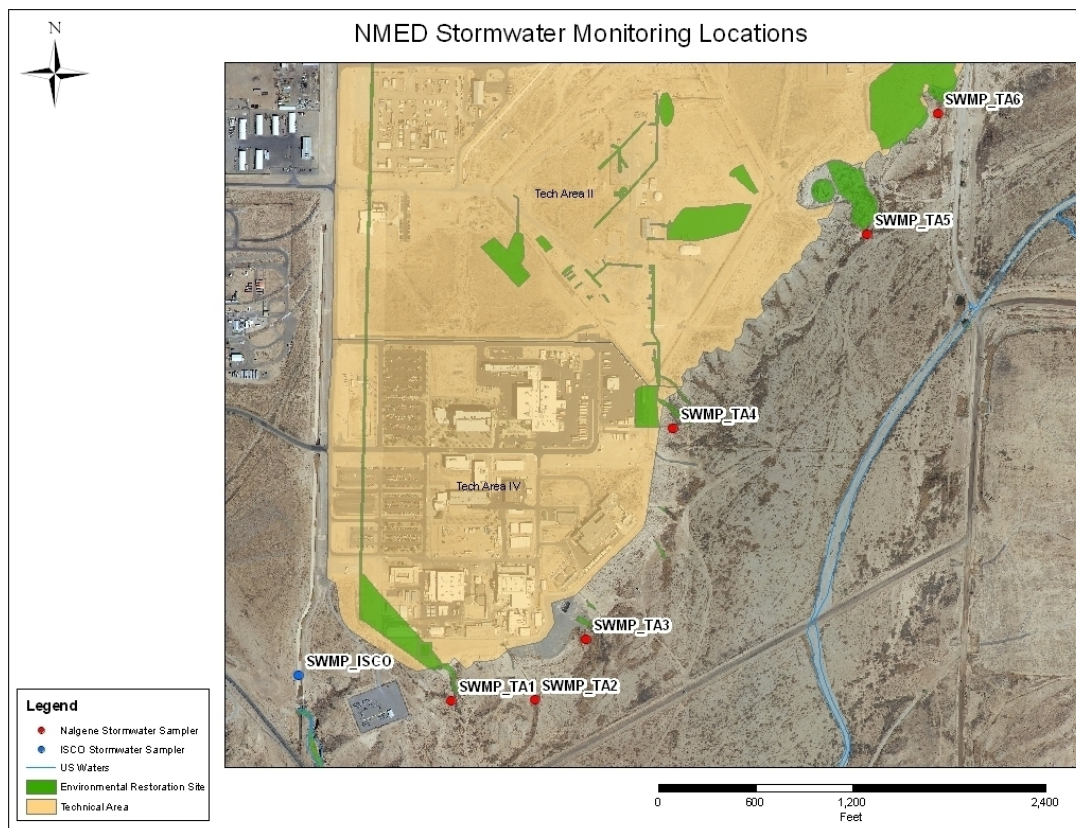 NMED Stormwater Monitoring Locations
N
SWMP_TA6
Tech Area II
SWMP_TA5
SWMP_TA4
Tech Area IV
SWMP_TA3
SWMP_ISCO
SWMP_TA1
SWMP_TA2
Legend
Nalgene Stormwater Sampler
ISCO Stormwater Sampler
US Waters
Environmental Restoration Site
Technical Area
0 600 1,200 2,400
Feet